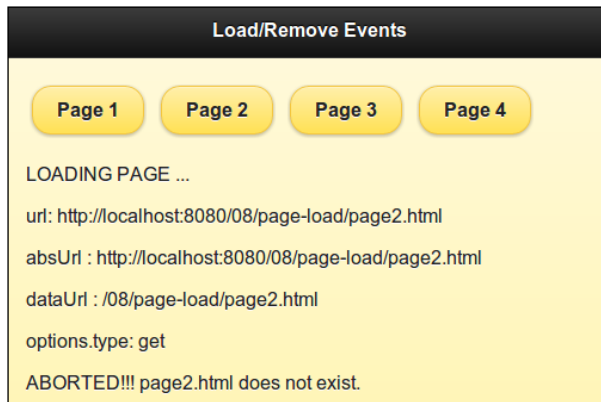 Load/Remove Events
Page 1 Page 2 Page 3 Page 4
LOADING PAGE ...
url: http://localhost:8080/08/page-load/page2.html
absUrl : http://localhost:8080/08/page-load/page2.html
dataUrl : /08/page-load/page2.html
options.type: get
ABORTED!!! page2.html does not exist.